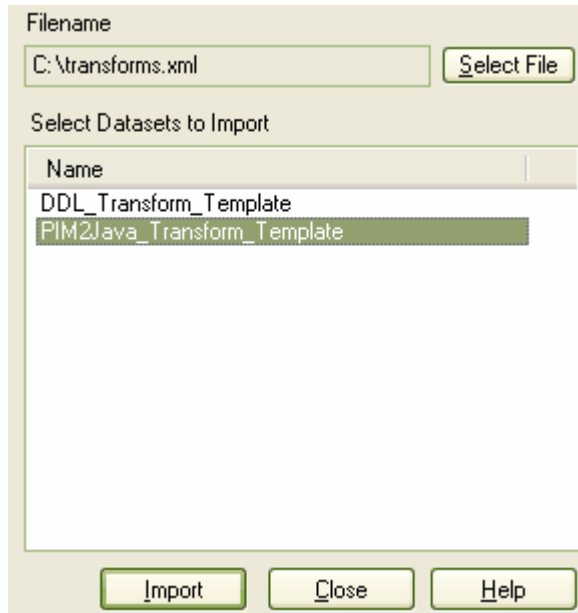 Filename
C:\transforms.xml Select File
Select Datasets to Import
Name
DDL_Transform_Template
PIM2Java_Transform_Template
Import Close Help